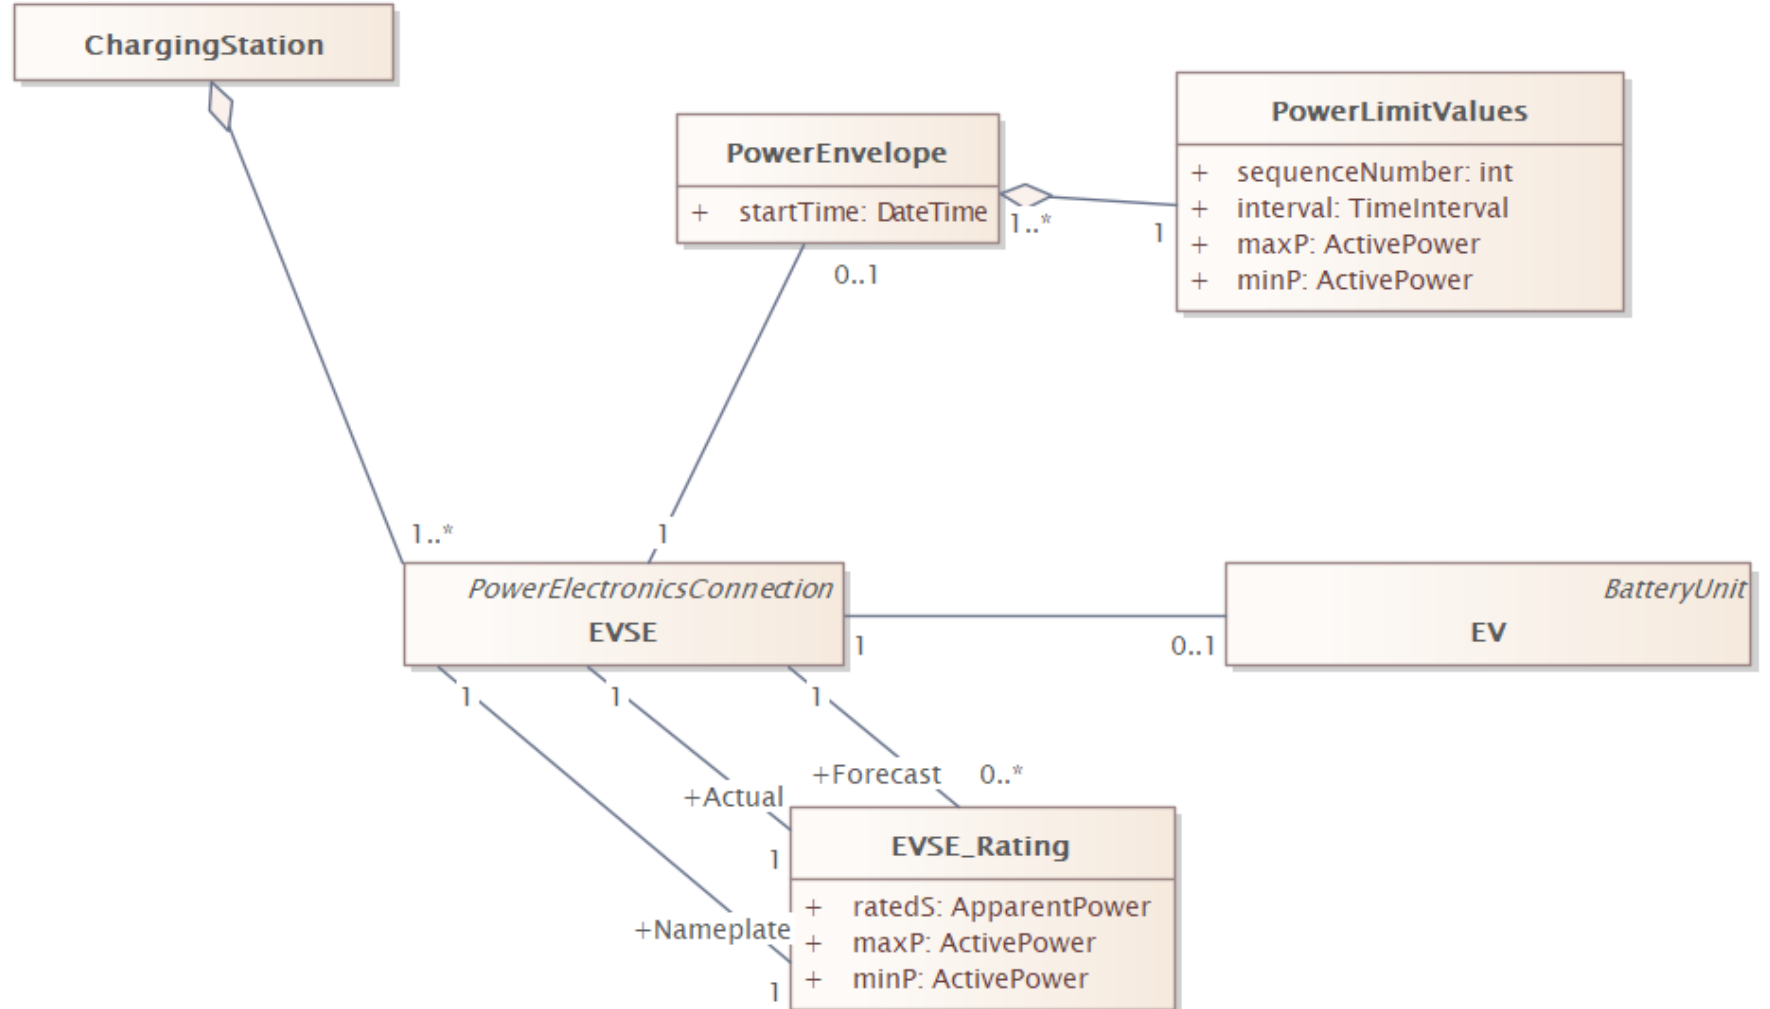 ChargingStation
PowerEnvelope
+ startTime: DateTime
PowerLimitValues
+ sequenceNumber: int
+ interval: TimeInterval
+ maxP: ActivePower
+ minP: ActivePower
1..*
1
0..1
1..*
1
PowerElectronicsConnection
EVSE
BatteryUnit
EV
1
0..1
1
1
1
+Forecast
0..*
+Actual
1
+Nameplate
1
EVSE_Rating
+ ratedS: ApparentPower
+ maxP: ActivePower
+ minP: ActivePower